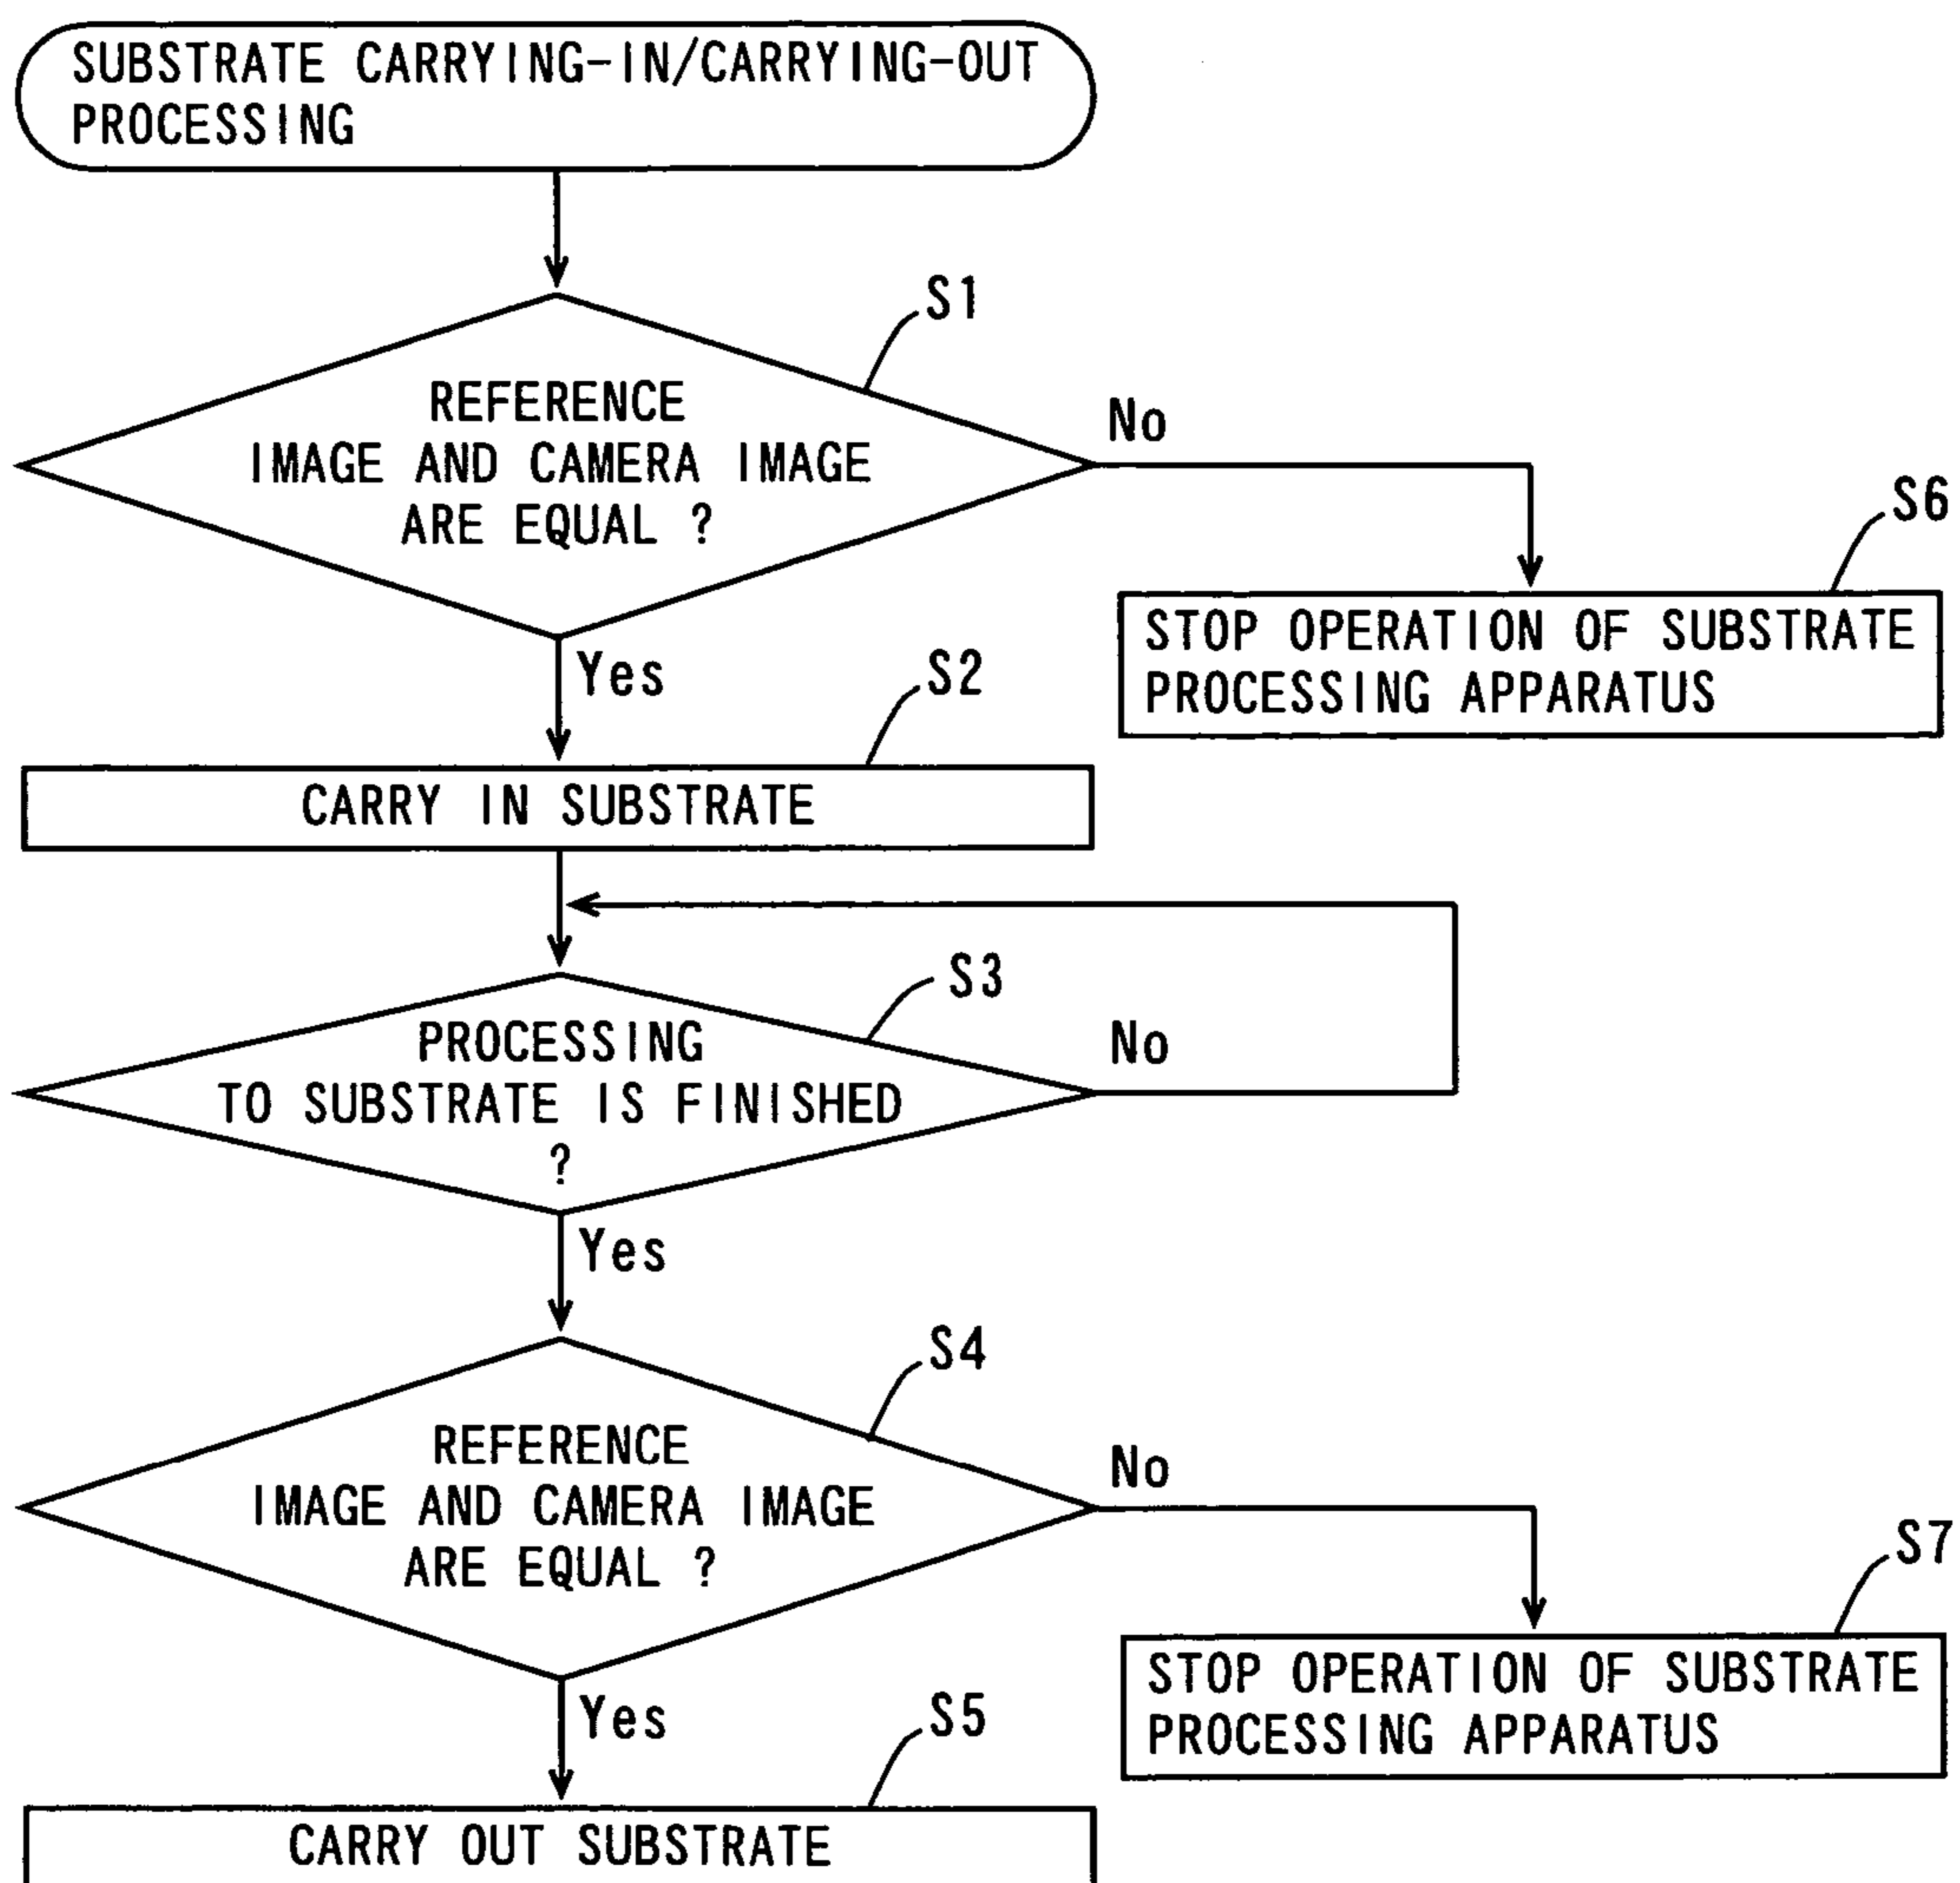 SUBSTRATE CARRYING-IN/CARRYING-OUT
PROCESSING
S1
REFERENCE
IMAGE AND CAMERA IMAGE
ARE EQUAL ?
No
S6
STOP OPERATION OF SUBSTRATE
PROCESSING APPARATUS
Yes
S2
CARRY IN SUBSTRATE
S3
PROCESSING
TO SUBSTRATE IS FINISHED
?
No
Yes
S4
REFERENCE
IMAGE AND CAMERA IMAGE
ARE EQUAL ?
No
S7
STOP OPERATION OF SUBSTRATE
PROCESSING APPARATUS
Yes
S5
CARRY OUT SUBSTRATE